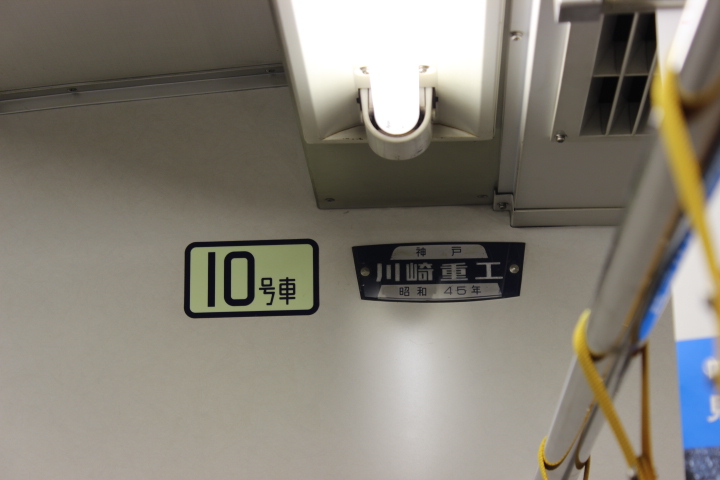 10号車
神戸
川崎重工
昭和 45年